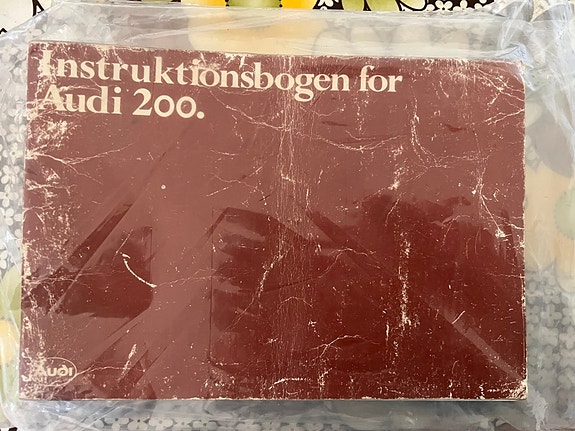 Instruktionsbogen for
Audi 200.
Audi